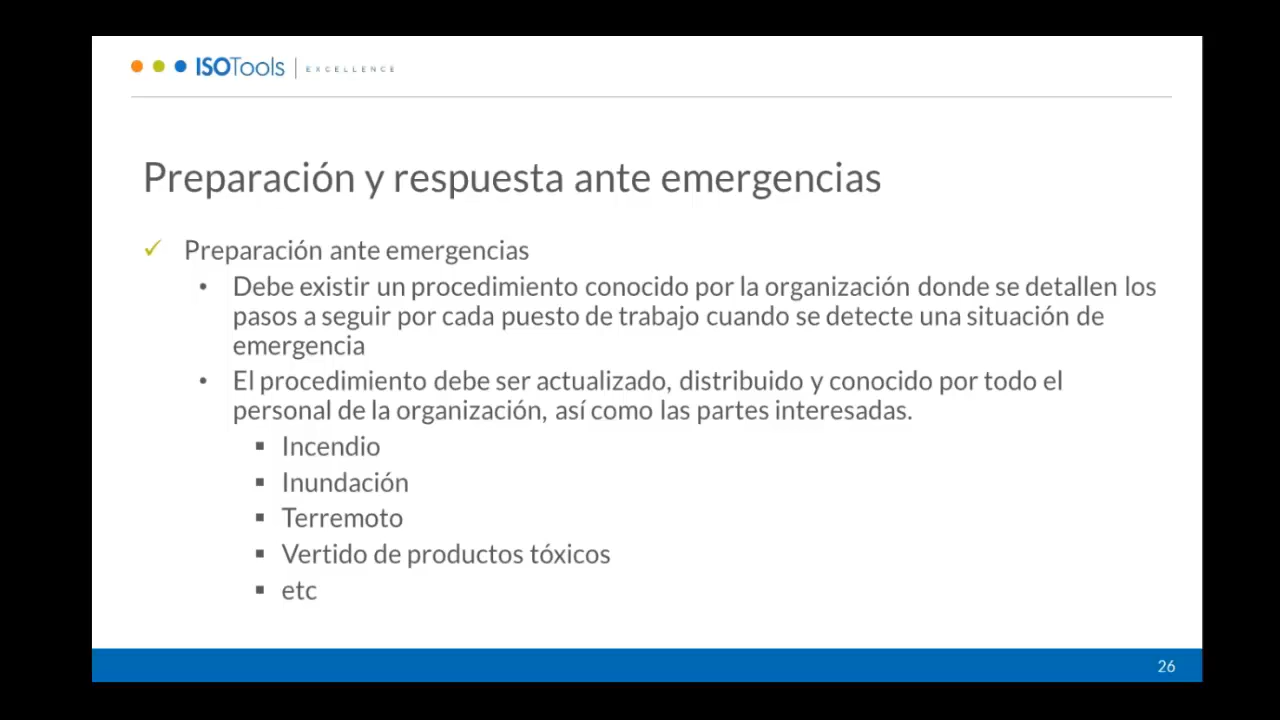 ISOTools | EXCELLENCE
Preparación y respuesta ante emergencias
✓ Preparación ante emergencias
• Debe existir un procedimiento conocido por la organización donde se detallen los
pasos a seguir por cada puesto de trabajo cuando se detecte una situación de
emergencia
• El procedimiento debe ser actualizado, distribuido y conocido por todo el
personal de la organización, así como las partes interesadas.
▪ Incendio
▪ Inundación
▪ Terremoto
▪ Vertido de productos tóxicos
▪ etc
26